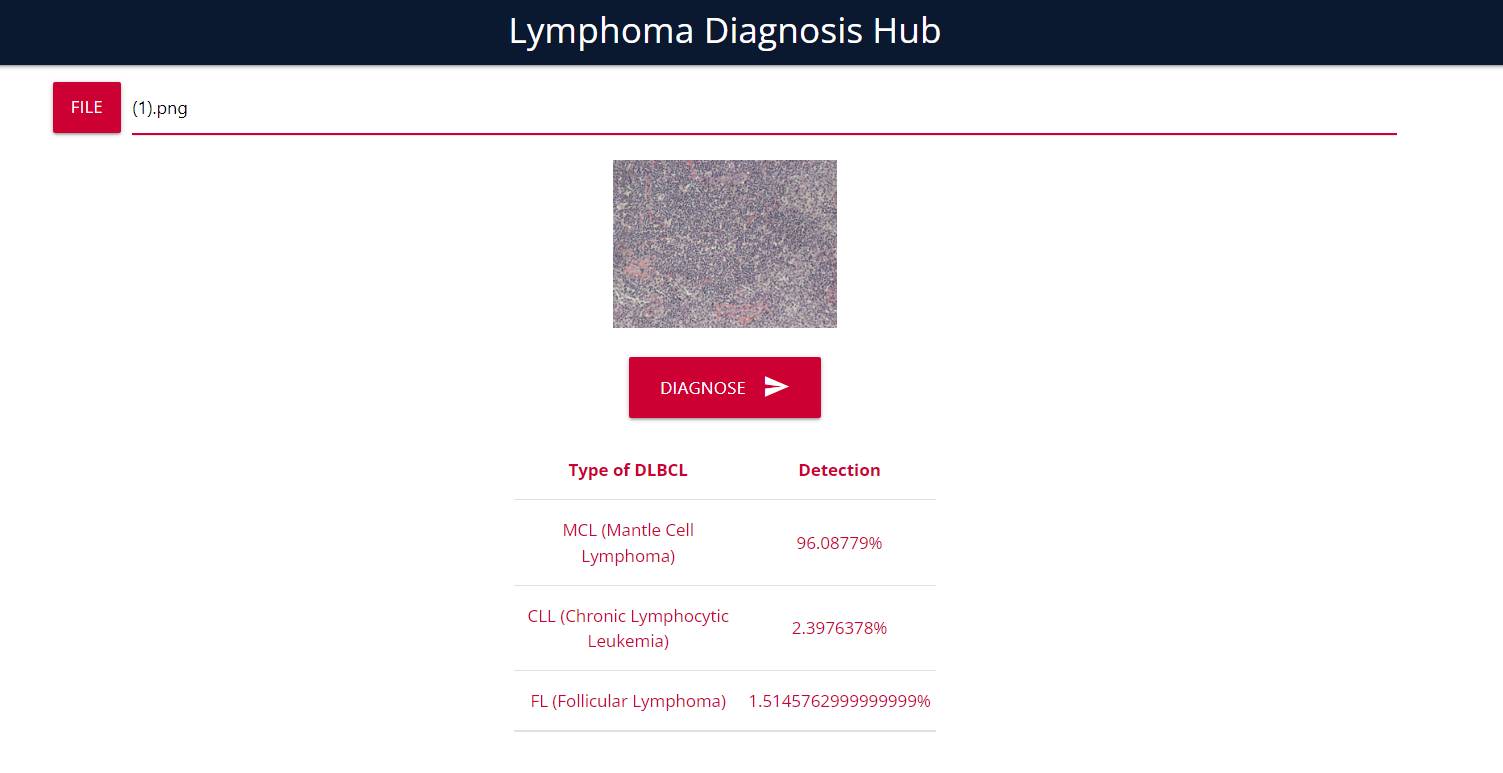 Lymphoma Diagnosis Hub
FILE
(1).png
DIAGNOSE
Type of DLBCL Detection
MCL (Mantle Cell
Lymphoma)
96.08779%
CLL (Chronic Lymphocytic
Leukemia)
2.3976378%
FL (Follicular Lymphoma) 1.5145762999999999%